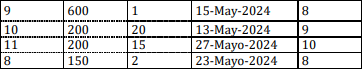 9 600 1 15-May-2024 8
10 200 20 13-May-2024 9
11 200 15 27-Mayo-2024 10
8 150 2 23-Mayo-2024 8